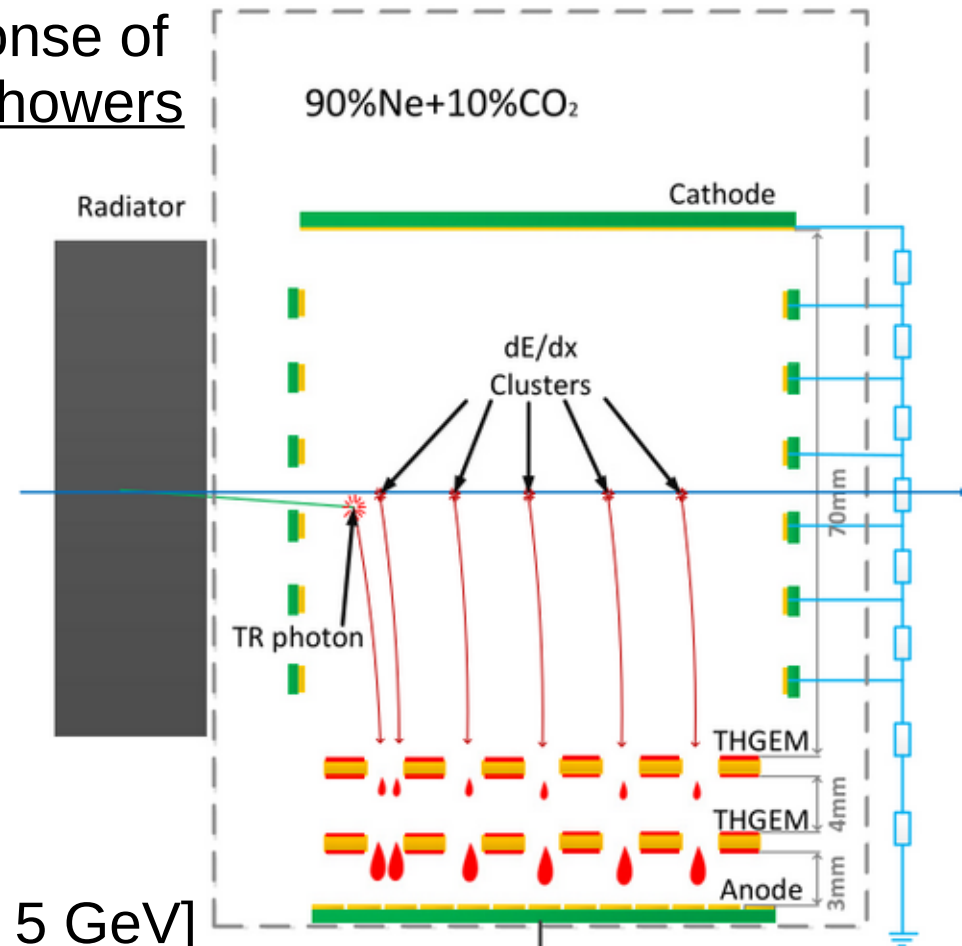 onse of
howers
90%Ne+10%CO₂
Radiator
Cathode
dE/dx
Clusters
70mm
TR photon
THGEM
4mm
THGEM
3mm
Anode
5 GeV]